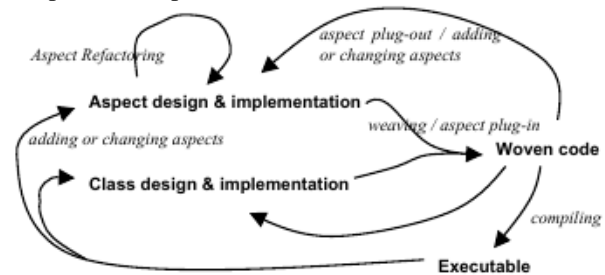 aspect plug-out / adding
or changing aspects
Aspect Refactoring
Aspect design & implementation
weaving / aspect plug-in
adding or changing aspects
Woven code
Class design & implementation
compiling
Executable